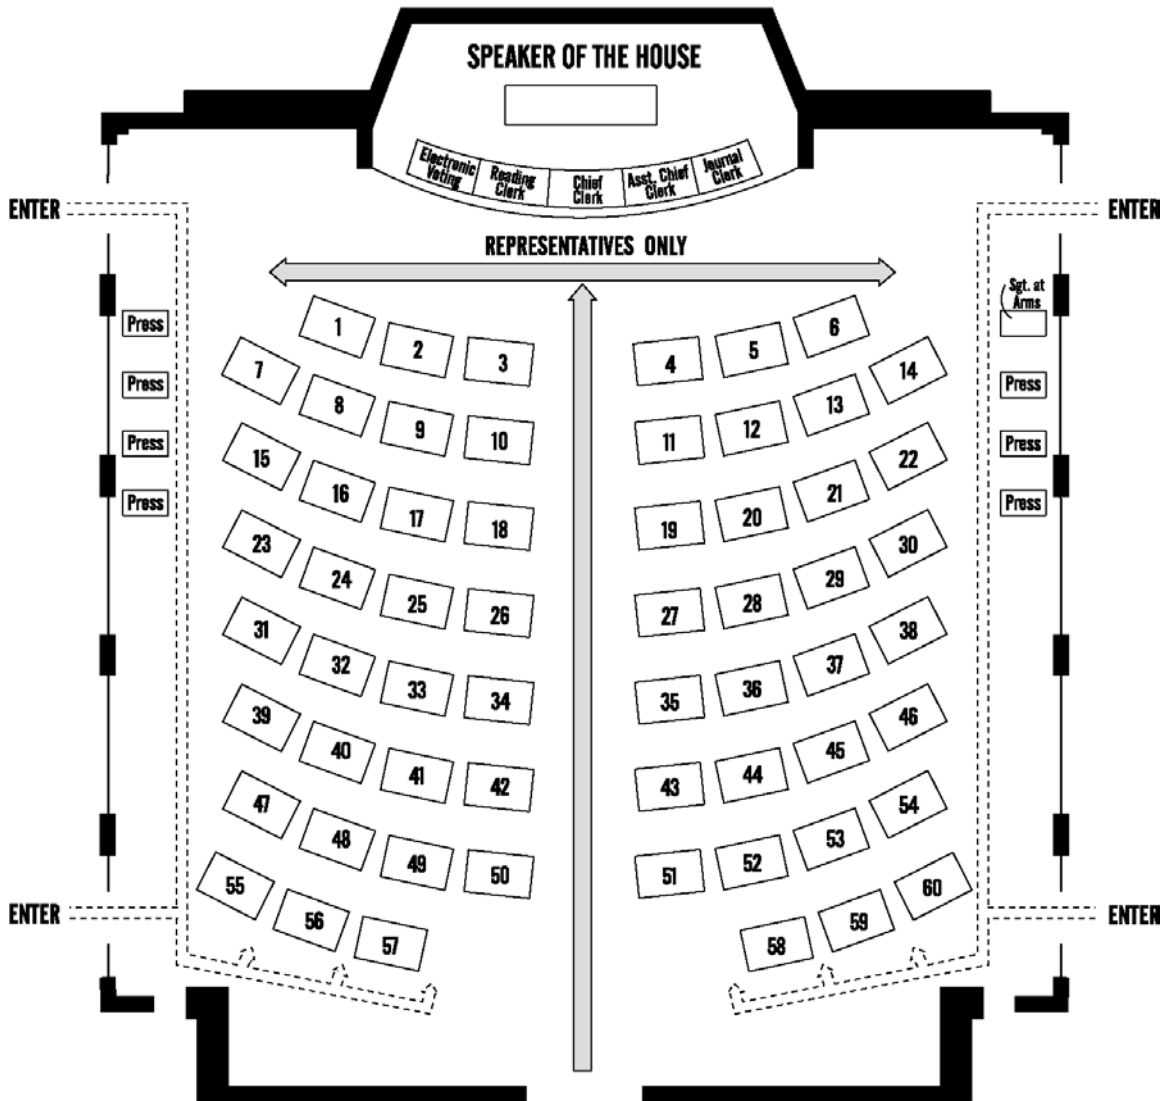 SPEAKER OF THE HOUSE
Electronic
Voting
Reading
Clerk
Chief
Clerk
Asst. Chief
Clerk
Journal
Clerk
ENTER
ENTER
REPRESENTATIVES ONLY
Sgt. at
Arms
Press
Press
Press
Press
Press
Press
Press
1 2 3 4 5 6
7 8 9 10 11 12 13 14
15 16 17 18 19 20 21 22
23 24 25 26 27 28 29 30
31 32 33 34 35 36 37 38
39 40 41 42 43 44 45 46
47 48 49 50 51 52 53 54
55 56 57 58 59 60
ENTER
ENTER